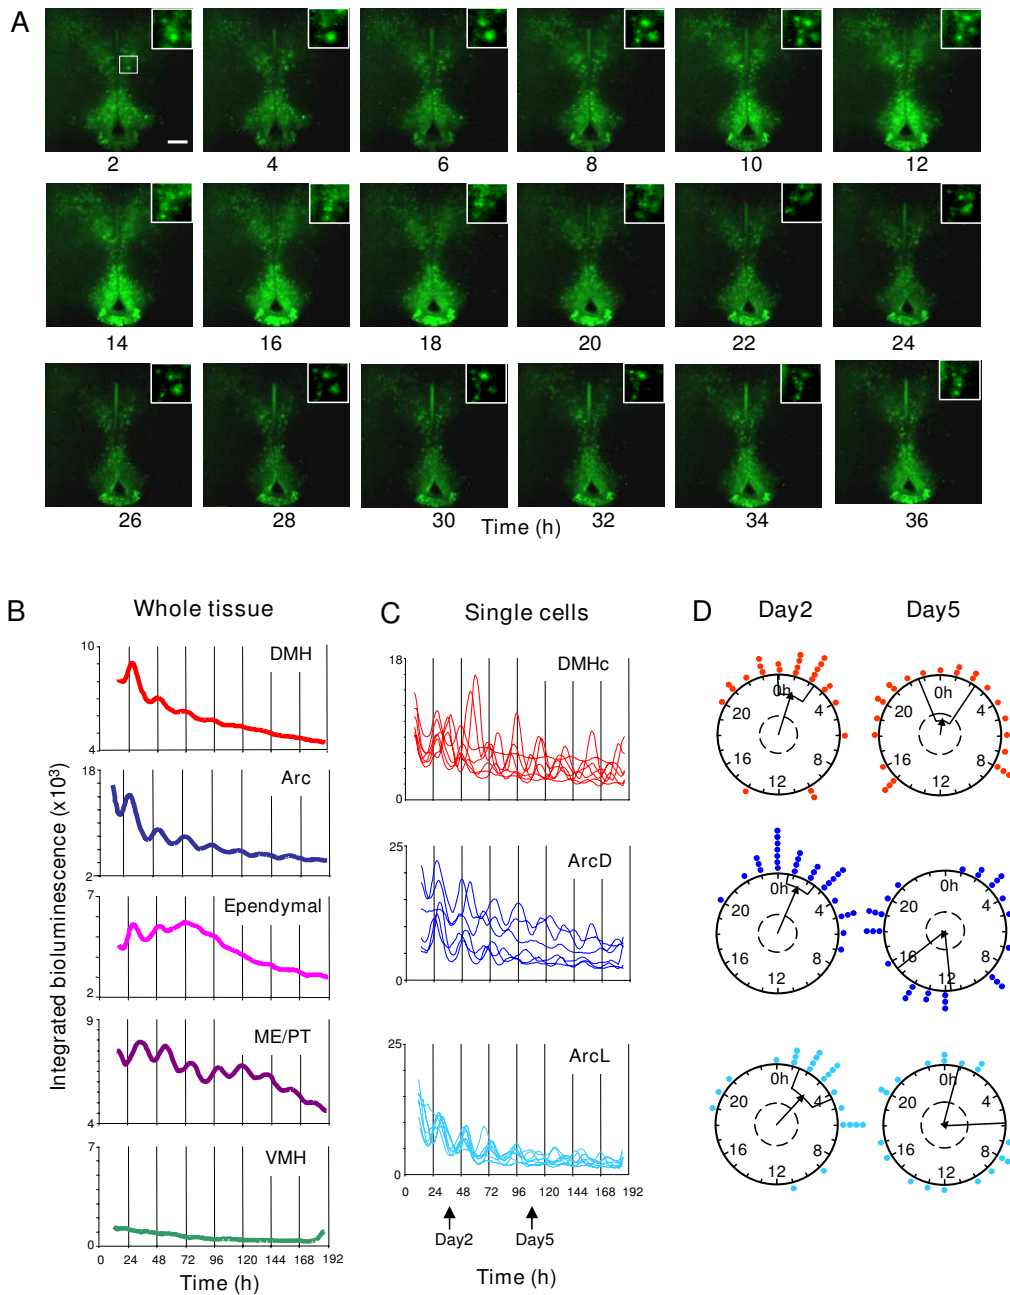 A
2 4 6 8 10 12
14 16 18 20 22 24
26 28 30 32 34 36
Time (h)
B
Whole tissue
C
Single cells
D
Day2
Day5
Integrated bioluminescence (x10³)
10
DMH
4
18
Arc
2
7
Ependymal
2
9
ME/PT
4
7
VMH
0
0 24 48 72 96 120 144 168 192
Time (h)
18
DMHc
0
25
ArcD
0
25
ArcL
0
0 24 48 72 96 120 144 168 192
Day2
Day5
Time (h)
0h
4
8
12
16
20
0h
4
8
12
16
20
0h
4
8
12
16
20
0h
4
8
12
16
20
0h
4
8
12
16
20
0h
4
8
12
16
20